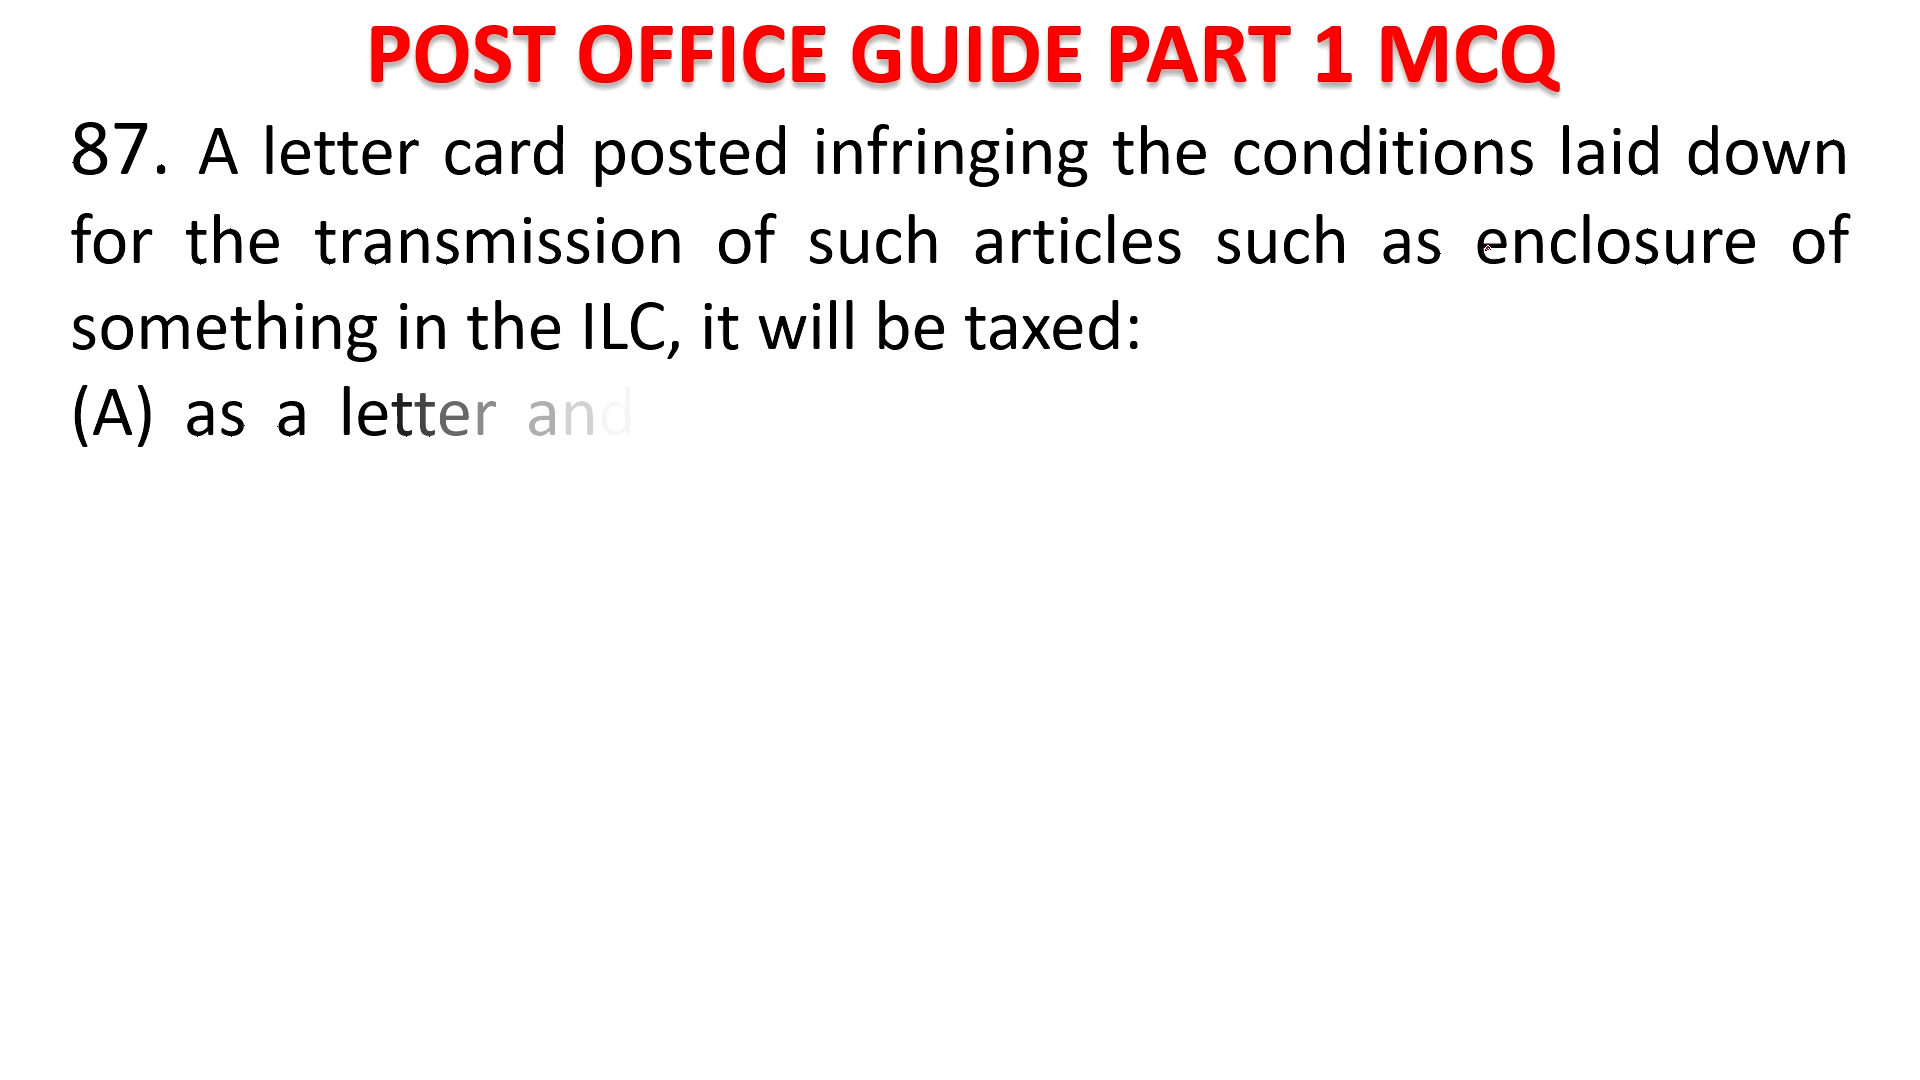 POST OFFICE GUIDE PART 1 MCQ
87. A letter card posted infringing the conditions laid down
for the transmission of such articles such as enclosure of
something in the ILC, it will be taxed:
(A) as a letter and